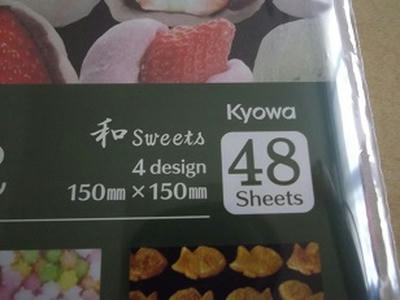 Kyowa
和 Sweets
4 design
150㎜×150㎜
48
Sheets